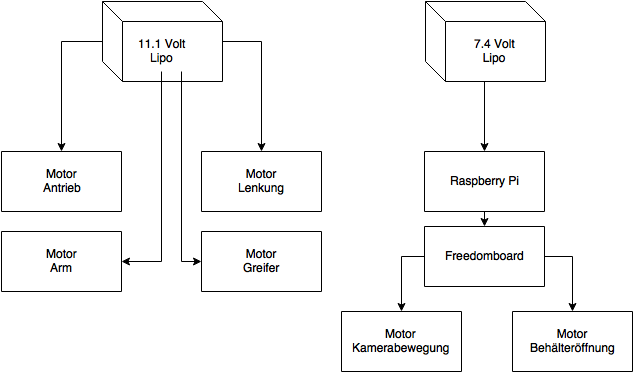 11.1 Volt
Lipo
7.4 Volt
Lipo
Motor
Antrieb
Motor
Lenkung
Raspberry Pi
Motor
Arm
Motor
Greifer
Freedomboard
Motor
Kamerabewegung
Motor
Behälteröffnung